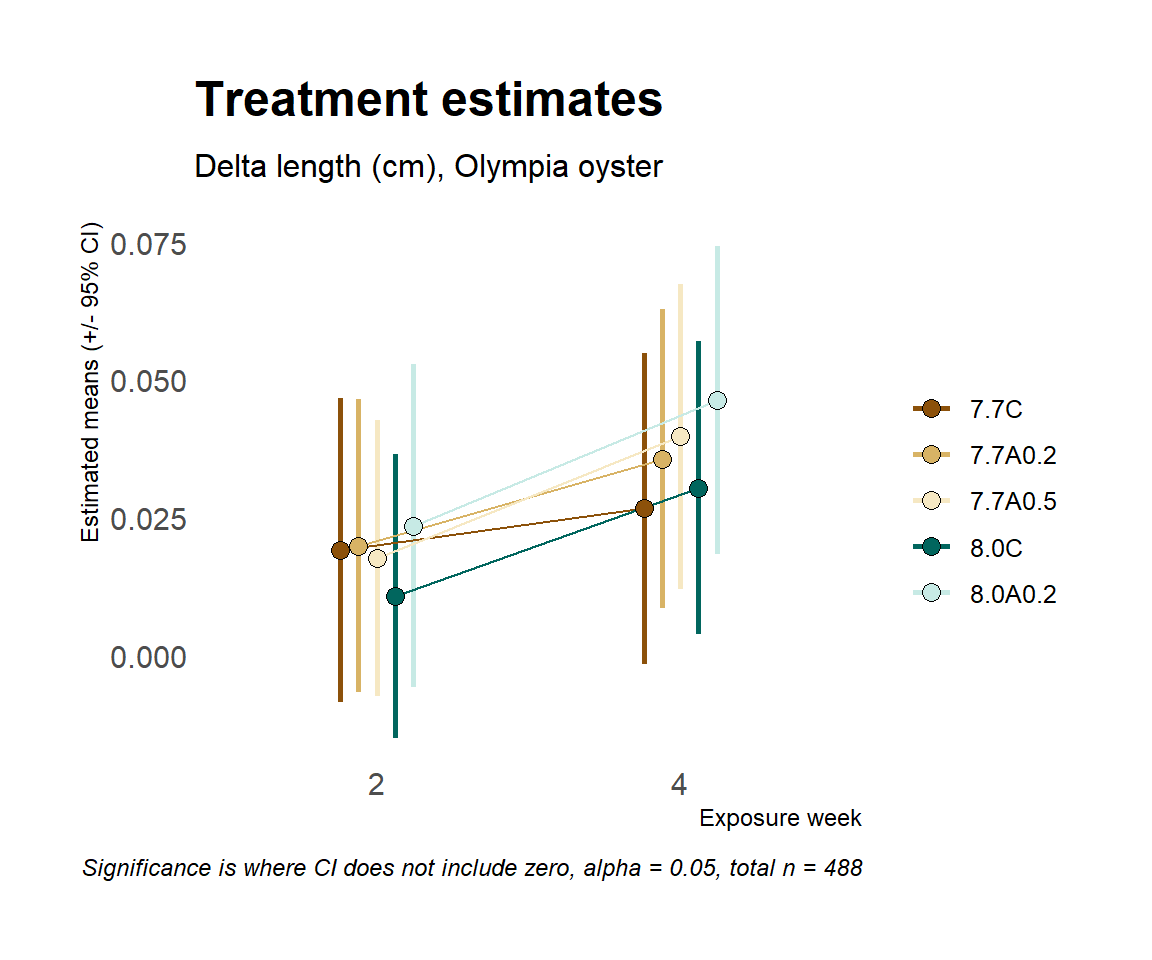 Treatment estimates
Delta length (cm), Olympia oyster
Estimated means (+/- 95% CI)
0.075
0.050
0.025
0.000
2
4
Exposure week
7.7C
7.7A0.2
7.7A0.5
8.0C
8.0A0.2
Significance is where CI does not include zero, alpha = 0.05, total n = 488